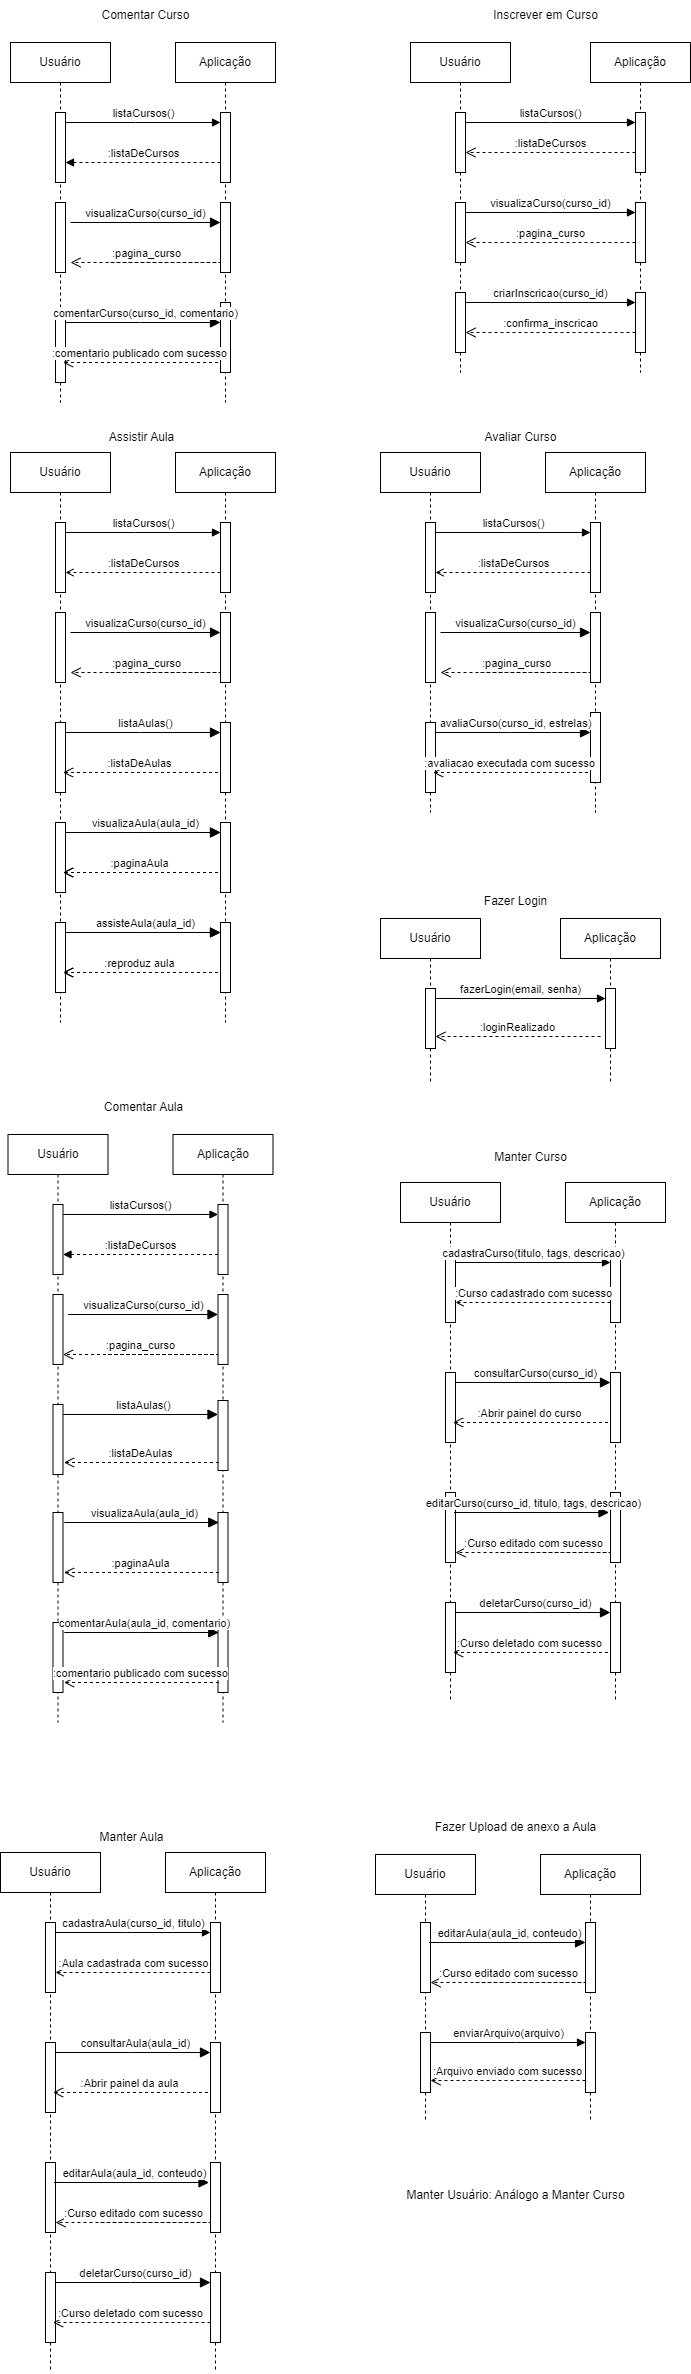 Comentar Curso
Usuário
Aplicação
listaCursos()
:listaDeCursos
visualizaCurso(curso_id)
:pagina_curso
comentarCurso(curso_id, comentario)
:comentario publicado com sucesso
Inscrever em Curso
Usuário
Aplicação
listaCursos()
:listaDeCursos
visualizaCurso(curso_id)
:pagina_curso
criarInscricao(curso_id)
:confirma_inscricao
Assistir Aula
Usuário
Aplicação
listaCursos()
:listaDeCursos
visualizaCurso(curso_id)
:pagina_curso
listaAulas()
:listaDeAulas
visualizaAula(aula_id)
:paginaAula
assisteAula(aula_id)
:reproduz aula
Avaliar Curso
Usuário
Aplicação
listaCursos()
:listaDeCursos
visualizaCurso(curso_id)
:pagina_curso
avaliaCurso(curso_id, estrelas)
:avaliacao executada com sucesso
Fazer Login
Usuário
Aplicação
fazerLogin(email, senha)
:loginRealizado
Comentar Aula
Usuário
Aplicação
listaCursos()
:listaDeCursos
visualizaCurso(curso_id)
:pagina_curso
listaAulas()
:listaDeAulas
visualizaAula(aula_id)
:paginaAula
comentarAula(aula_id, comentario)
:comentario publicado com sucesso
Manter Curso
Usuário
Aplicação
cadastraCurso(titulo, tags, descricao)
:Curso cadastrado com sucesso
consultarCurso(curso_id)
:Abrir painel do curso
editarCurso(curso_id, titulo, tags, descricao)
:Curso editado com sucesso
deletarCurso(curso_id)
:Curso deletado com sucesso
Manter Aula
Usuário
Aplicação
cadastraAula(curso_id, titulo)
:Aula cadastrada com sucesso
consultarAula(aula_id)
:Abrir painel da aula
editarAula(aula_id, conteudo)
:Curso editado com sucesso
deletarCurso(curso_id)
:Curso deletado com sucesso
Fazer Upload de anexo a Aula
Usuário
Aplicação
editarAula(aula_id, conteudo)
:Curso editado com sucesso
enviarArquivo(arquivo)
:Arquivo enviado com sucesso
Manter Usuário: Análogo a Manter Curso